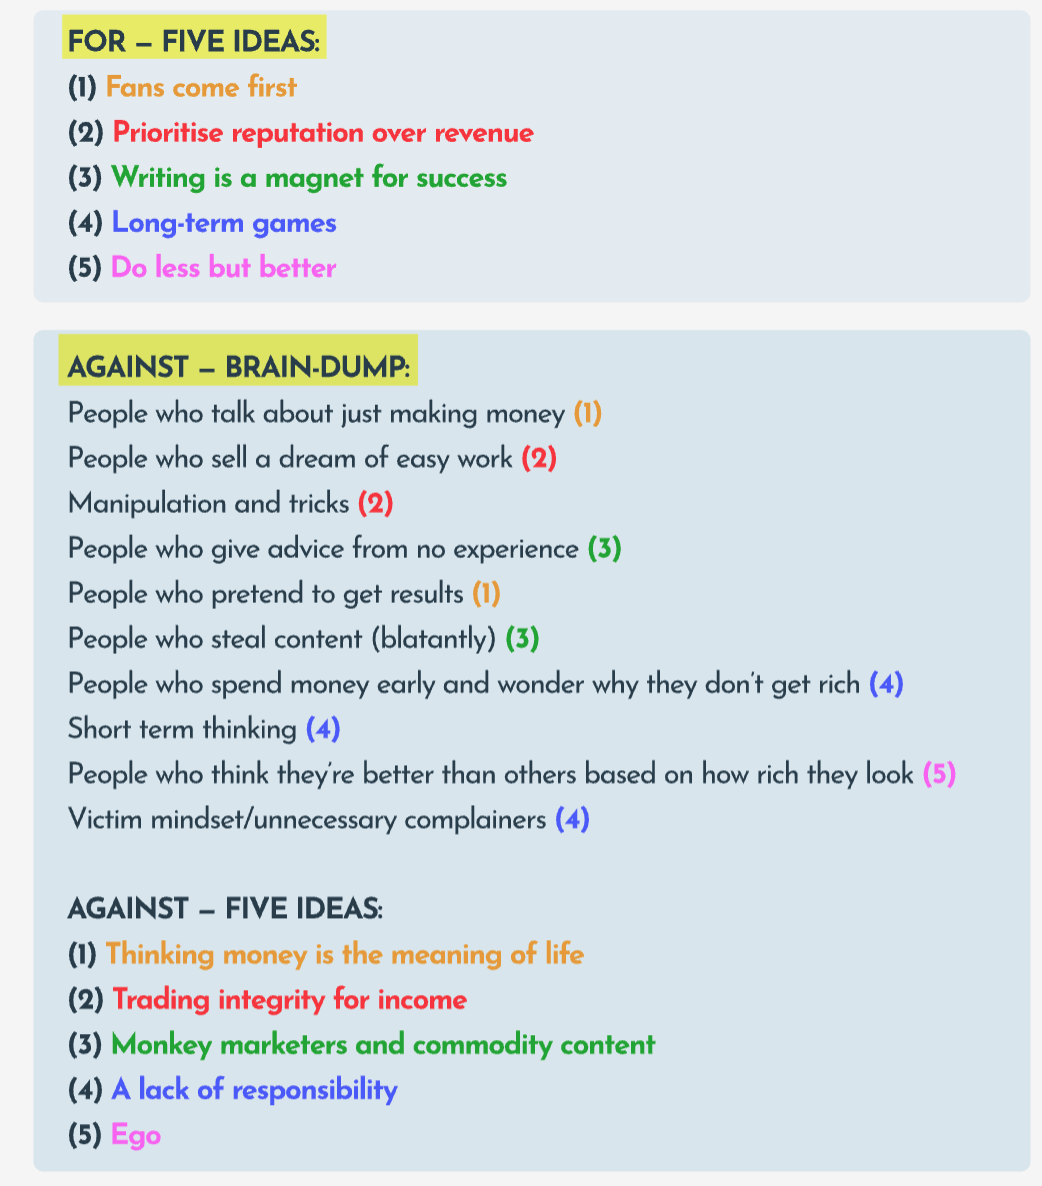 FOR – FIVE IDEAS:
(1) Fans come first
(2) Prioritise reputation over revenue
(3) Writing is a magnet for success
(4) Long-term games
(5) Do less but better
AGAINST – BRAIN-DUMP:
People who talk about just making money (1)
People who sell a dream of easy work (2)
Manipulation and tricks (2)
People who give advice from no experience (3)
People who pretend to get results (1)
People who steal content (blatantly) (3)
People who spend money early and wonder why they don't get rich (4)
Short term thinking (4)
People who think they're better than others based on how rich they look (5)
Victim mindset/unnecessary complainers (4)
AGAINST – FIVE IDEAS:
(1) Thinking money is the meaning of life
(2) Trading integrity for income
(3) Monkey marketers and commodity content
(4) A lack of responsibility
(5) Ego